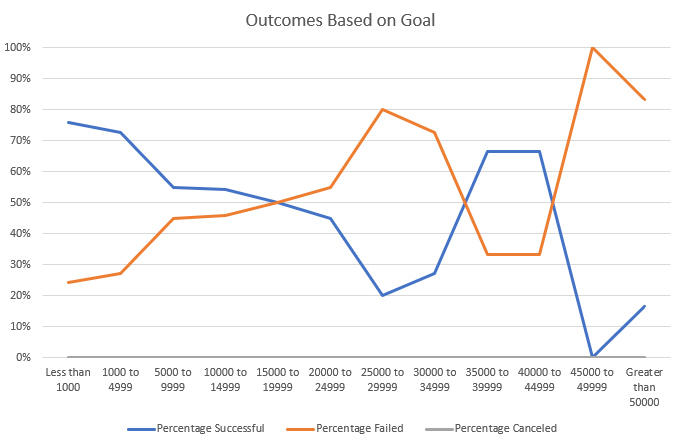 Outcomes Based on Goal
100%
90%
80%
70%
60%
50%
40%
30%
20%
10%
0%
Less than
1000
1000 to
4999
5000 to
9999
10000 to
14999
15000 to
19999
20000 to
24999
25000 to
29999
30000 to
34999
35000 to
39999
40000 to
44999
45000 to
49999
Greater
than
50000
Percentage Successful
Percentage Failed
Percentage Canceled